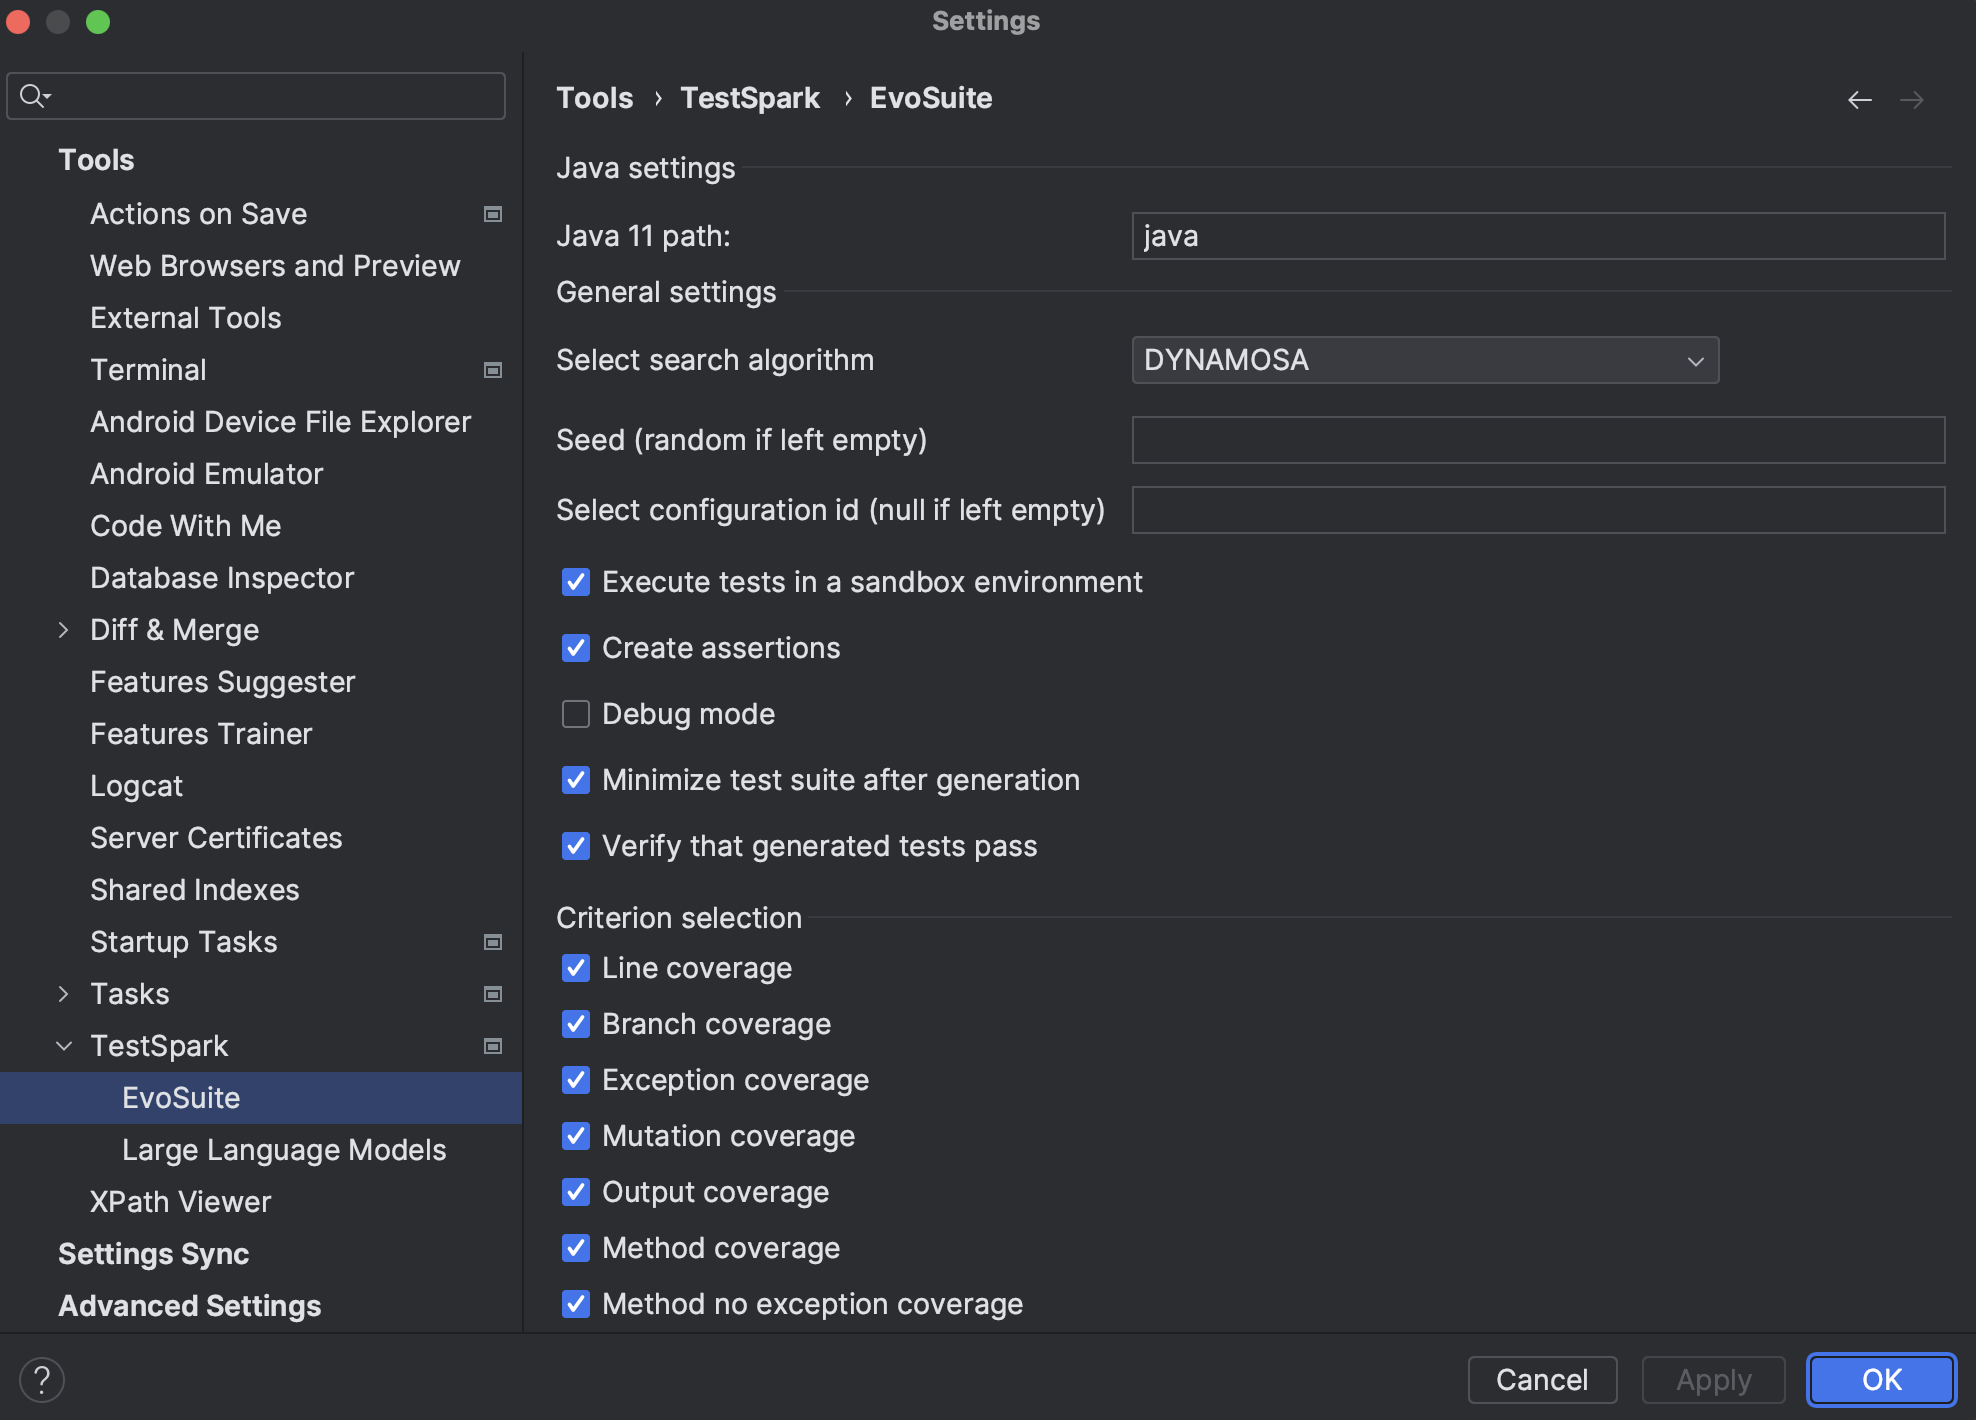 Settings
Tools
Actions on Save
Web Browsers and Preview
External Tools
Terminal
Android Device File Explorer
Android Emulator
Code With Me
Database Inspector
Diff & Merge
Features Suggester
Features Trainer
Logcat
Server Certificates
Shared Indexes
Startup Tasks
Tasks
TestSpark
EvoSuite
Large Language Models
XPath Viewer
Settings Sync
Advanced Settings
Tools › TestSpark › EvoSuite
Java settings
Java 11 path: java
General settings
Select search algorithm DYNAMOSA
Seed (random if left empty)
Select configuration id (null if left empty)
Execute tests in a sandbox environment
Create assertions
Debug mode
Minimize test suite after generation
Verify that generated tests pass
Criterion selection
Line coverage
Branch coverage
Exception coverage
Mutation coverage
Output coverage
Method coverage
Method no exception coverage
? Cancel Apply OK